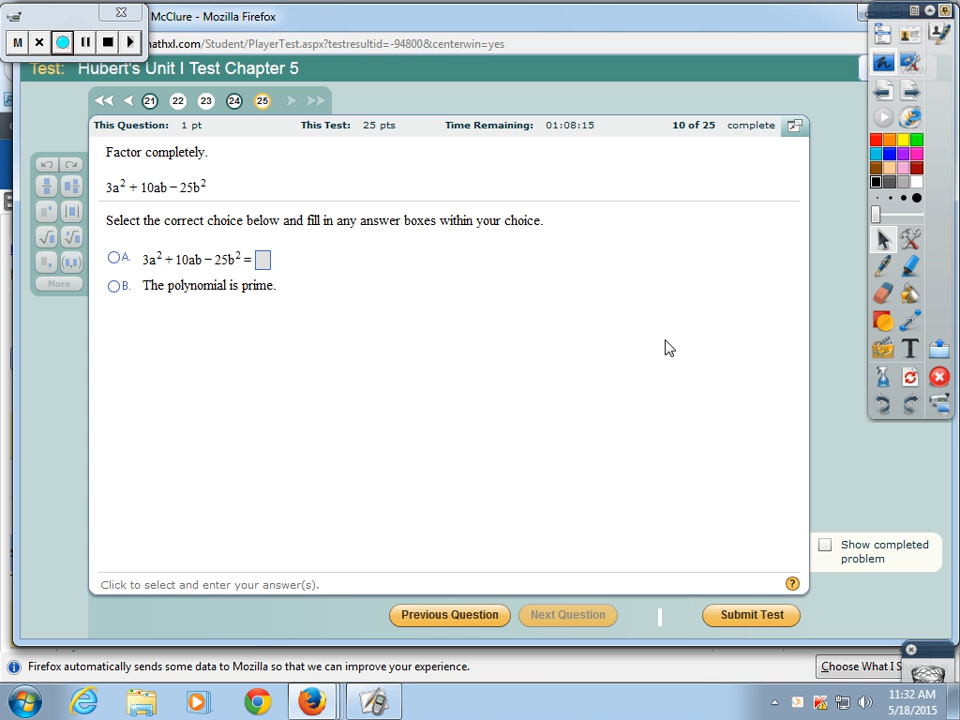 McClure - Mozilla Firefox
M
athxl.com/Student/PlayerTest.aspx?testresultid=-94800&centerwin=yes
Test: Hubert's Unit I Test Chapter 5
21 22 23 24 25
This Question: 1 pt This Test: 25 pts Time Remaining: 01:08:15 10 of 25 complete
Factor completely.
3a² + 10ab − 25b²
Select the correct choice below and fill in any answer boxes within your choice.
A. 3a² + 10ab − 25b² =
B. The polynomial is prime.
More
Show completed
problem
Click to select and enter your answer(s).
?
Previous Question Next Question Submit Test
Firefox automatically sends some data to Mozilla so that we can improve your experience.
Choose What I S
11:32 AM
5/18/2015